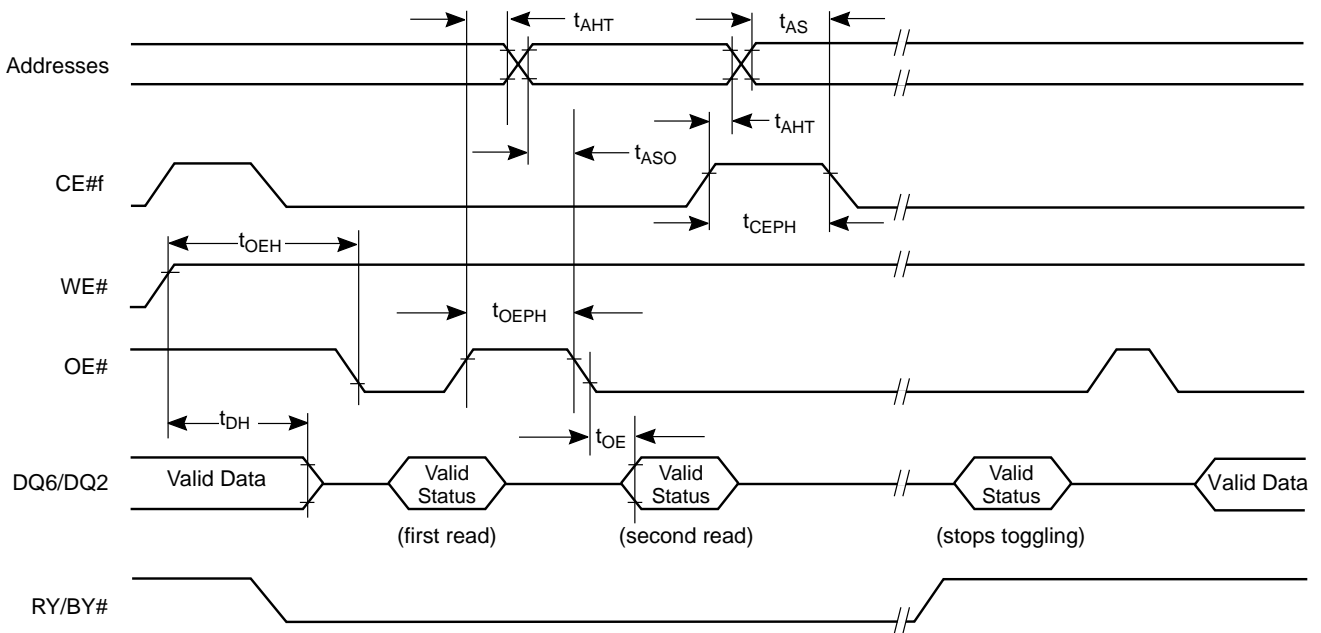 tAHT
tAS
Addresses
tAHT
tASO
CE#f
tCEPH
tOEH
WE#
tOEPH
OE#
tDH
tOE
DQ6/DQ2
Valid Data
Valid
Status
Valid
Status
Valid
Status
Valid Data
(first read)
(second read)
(stops toggling)
RY/BY#